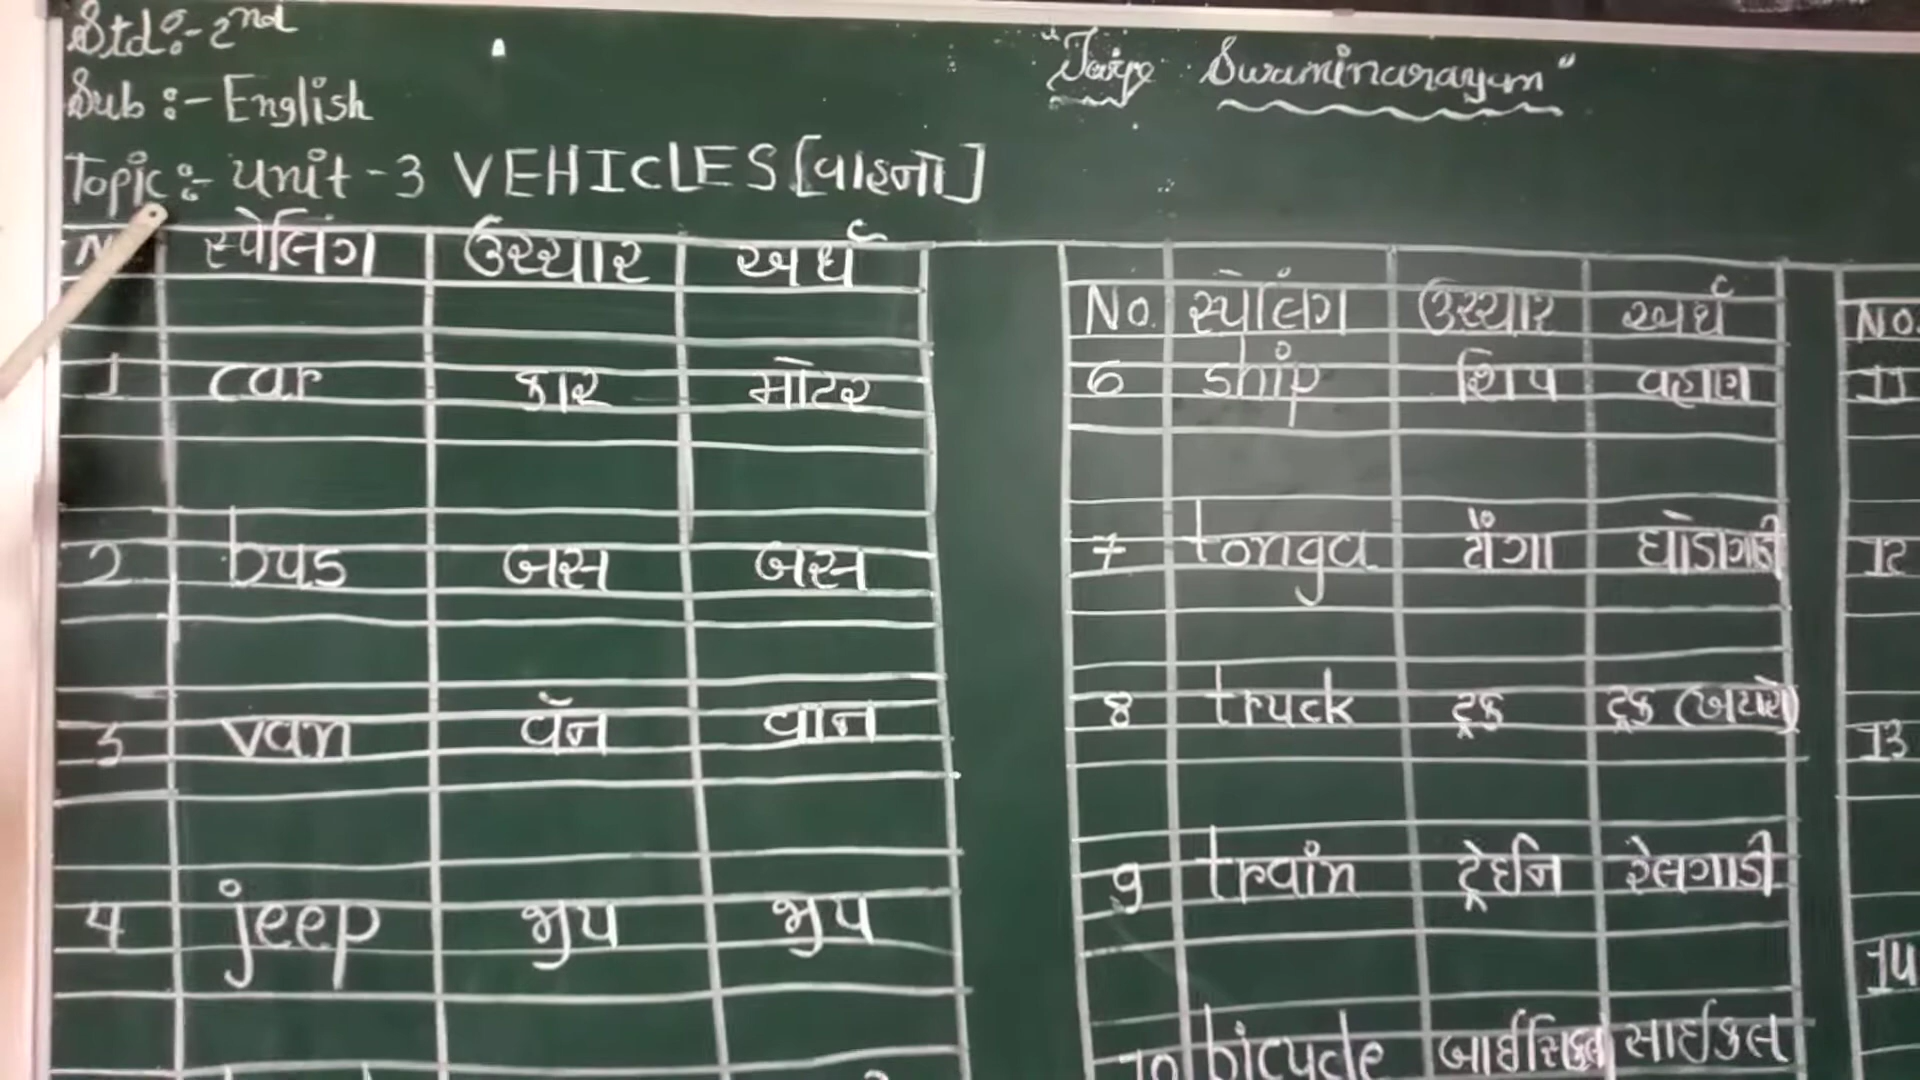 Std :- 2nd
Sub :- English
Topic :- Unit - 3 VEHICLES [વાહનો]
"Jay Swaminarayan"
સ્પેલિંગ ઉચ્ચાર અર્થ
1 car કાર મોટર
2 bus બસ બસ
3 van વૅન વાન
4 jeep જીપ જીપ
No. સ્પેલિંગ ઉચ્ચાર અર્થ
6 ship શિપ વહાણ
7 tonga ટાઁગા ઘોડાગાડી
8 truck ટ્રક ટ્રક (ખટારો)
9 train ટ્રેઈન રેલગાડી
10 bicycle બાઈસિકલ સાઈકલ
NO.
11
12
13
14